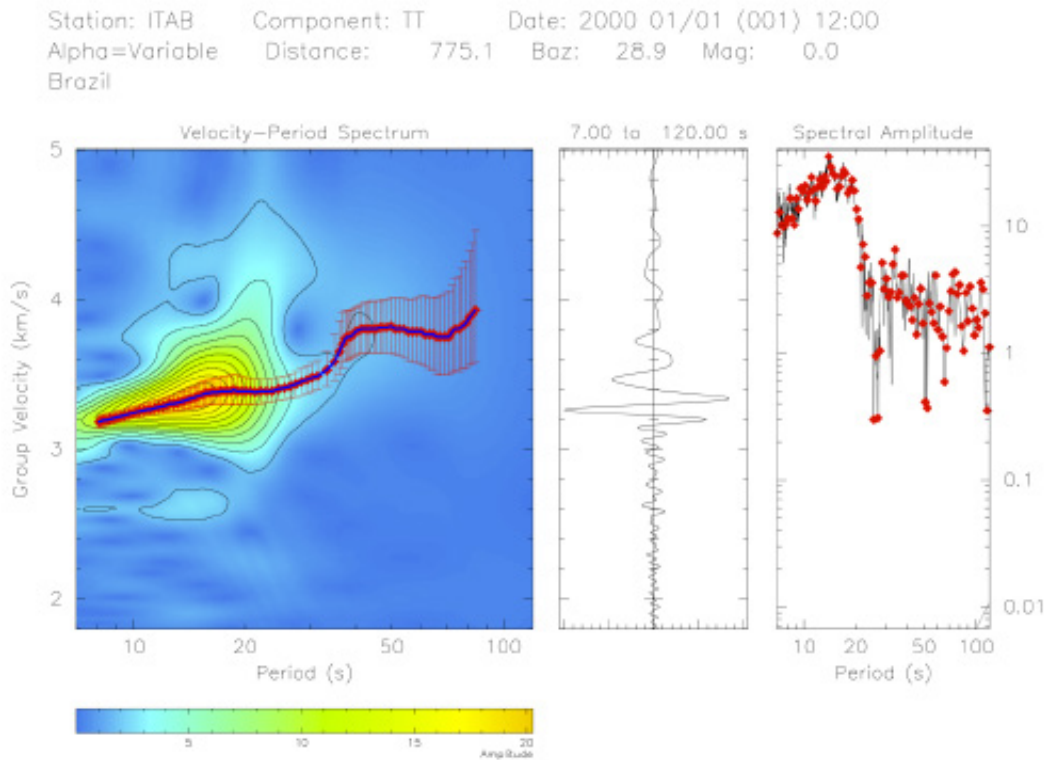 Station: ITAB Component: TT Date: 2000 01/01 (001) 12:00
Alpha=Variable Distance: 775.1 Baz: 28.9 Mag: 0.0
Brazil
Velocity-Period Spectrum
7.00 to 120.00 s
Spectral Amplitude
5
4
3
2
Group Velocity (km/s)
10
1
0.1
0.01
10 20 50 100
10 20 50 100
Period (s)
Period (s)
5 10 15 20
Amplitude